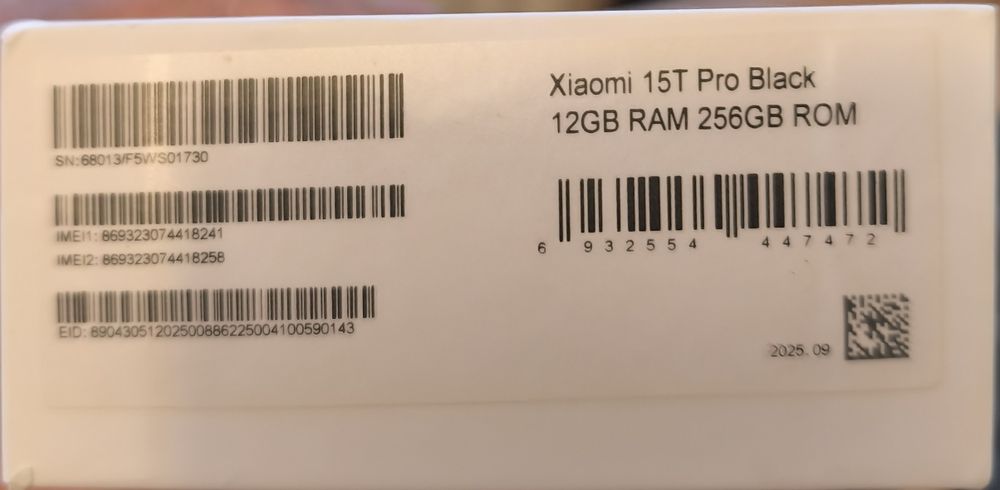 Xiaomi 15T Pro Black
12GB RAM 256GB ROM
SN:68013/F5WS01730
IMEI1: 869323074418241
IMEI2: 869323074418258
EID: 89043051202500886225004100590143
6 932554 447472
2025.09